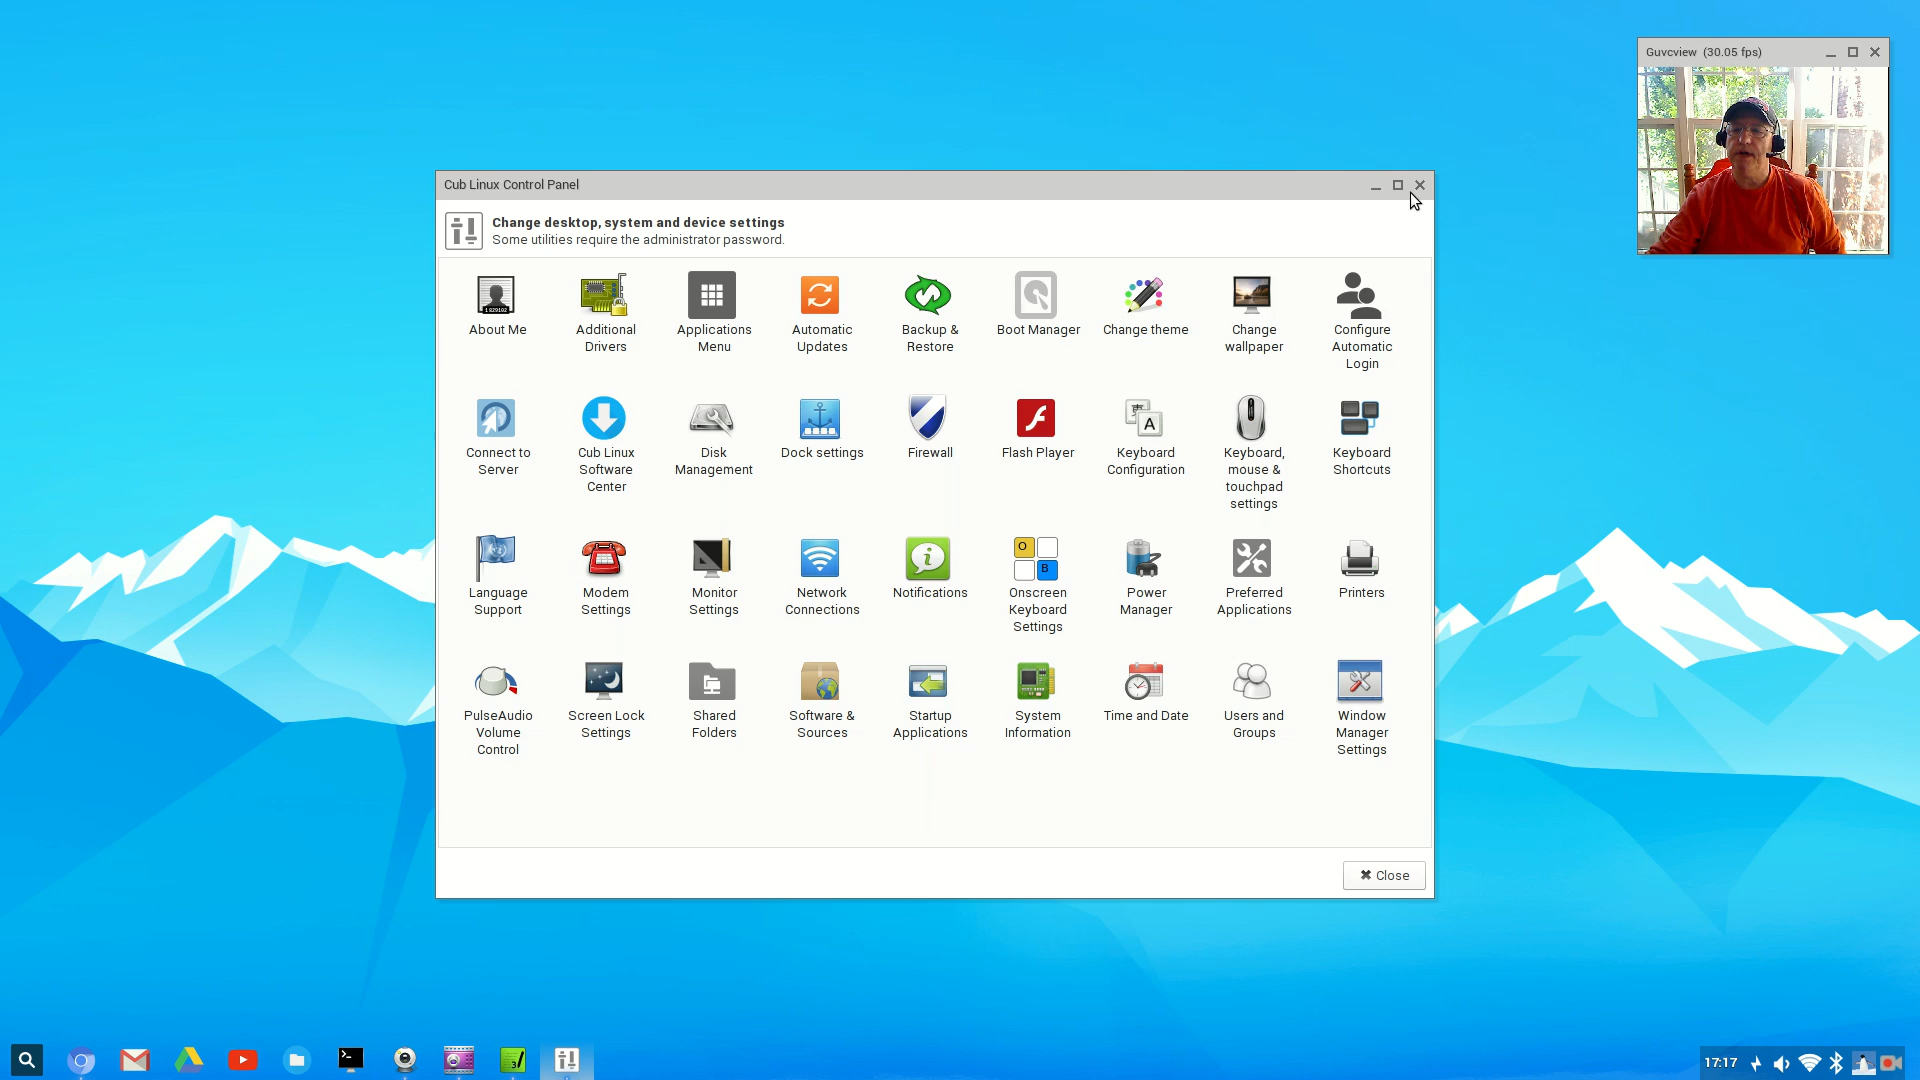 Guvcview (30.05 fps)
Cub Linux Control Panel
Change desktop, system and device settings
Some utilities require the administrator password.
About Me
Additional
Drivers
Applications
Menu
Automatic
Updates
Backup &
Restore
Boot Manager
Change theme
Change
wallpaper
Configure
Automatic
Login
Connect to
Server
Cub Linux
Software
Center
Disk
Management
Dock settings
Firewall
Flash Player
A
Keyboard
Configuration
Keyboard,
mouse &
touchpad
settings
Keyboard
Shortcuts
Language
Support
Modem
Settings
Monitor
Settings
Network
Connections
Notifications
O
B
Onscreen
Keyboard
Settings
Power
Manager
Preferred
Applications
Printers
PulseAudio
Volume
Control
Screen Lock
Settings
Shared
Folders
Software &
Sources
Startup
Applications
System
Information
Time and Date
Users and
Groups
Window
Manager
Settings
Close
17:17